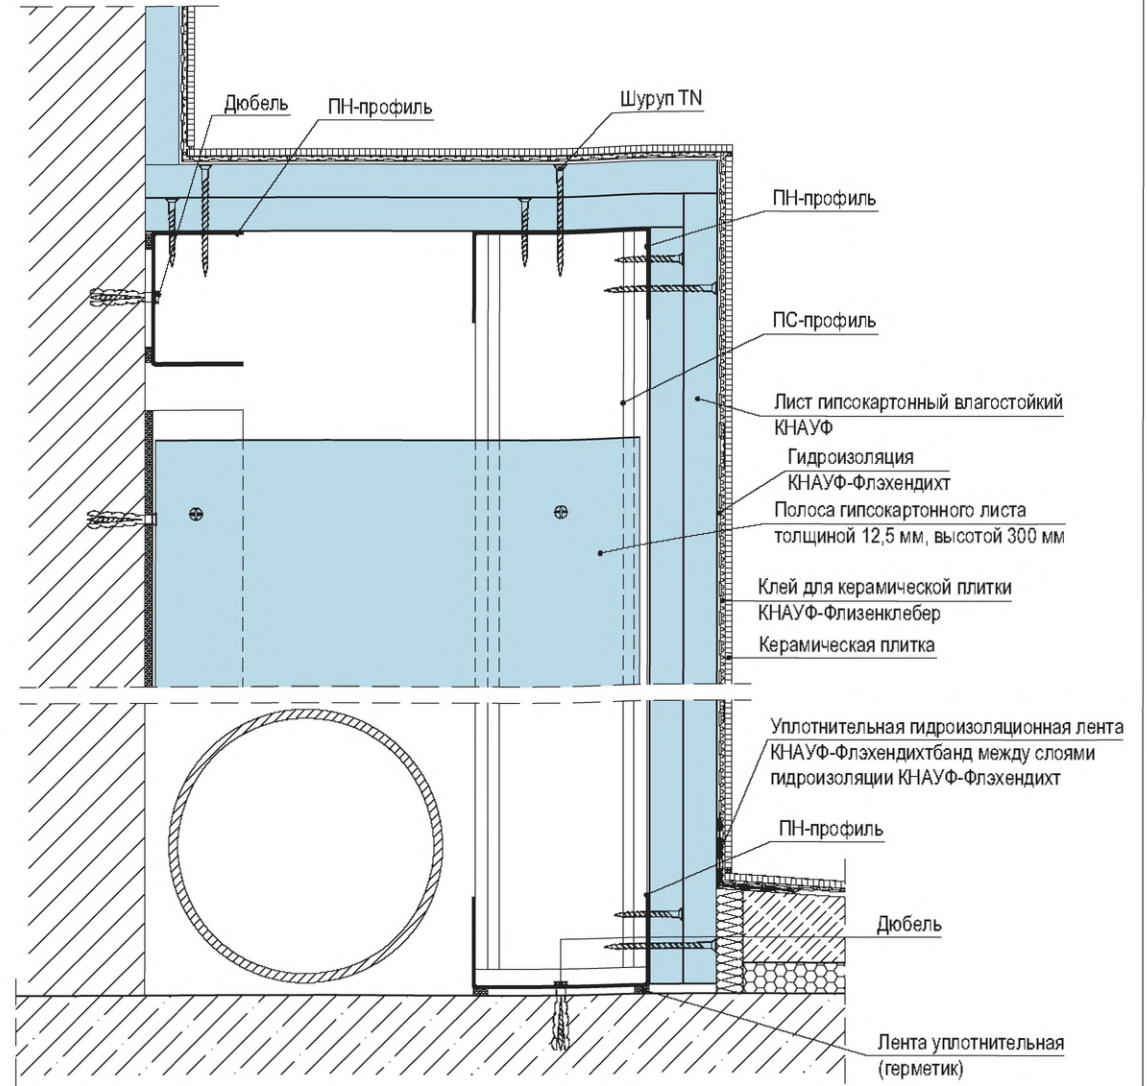 Дюбель
ПН-профиль
Шуруп TN
ПН-профиль
ПС-профиль
Лист гипсокартонный влагостойкий
КНАУФ
Гидроизоляция
КНАУФ-Флэхендихт
Полоса гипсокартонного листа
толщиной 12,5 мм, высотой 300 мм
Клей для керамической плитки
КНАУФ-Флизенклебер
Керамическая плитка
Уплотнительная гидроизоляционная лента
КНАУФ-Флэхендихтбанд между слоями
гидроизоляции КНАУФ-Флэхендихт
ПН-профиль
Дюбель
Лента уплотнительная
(герметик)